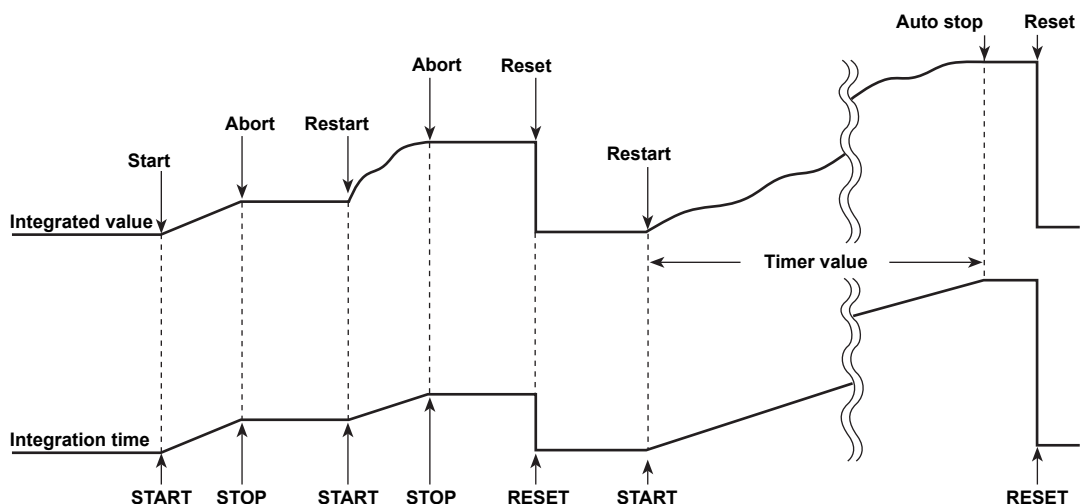 Auto stop Reset
Abort Reset
Abort Restart
Start Restart
Integrated value
Timer value
Integration time
START STOP START STOP RESET START RESET